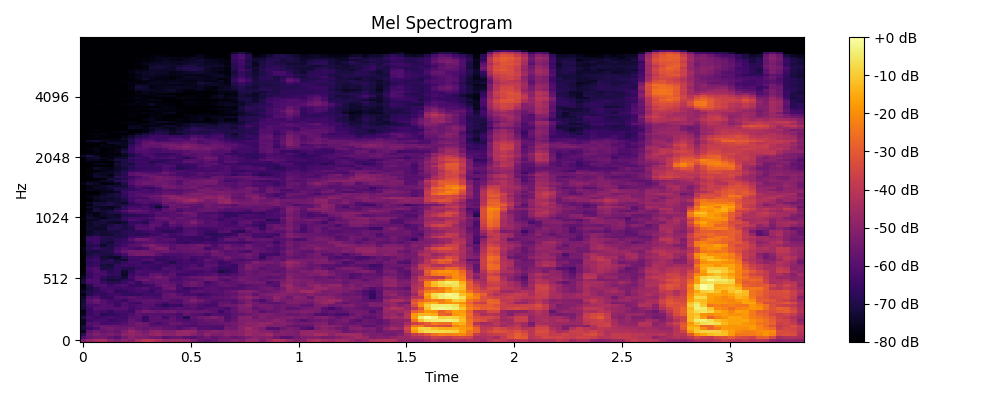 Mel Spectrogram
+0 dB
-10 dB
-20 dB
-30 dB
-40 dB
-50 dB
-60 dB
-70 dB
-80 dB
4096
2048
1024
512
0
Hz
0 0.5 1 1.5 2 2.5 3
Time